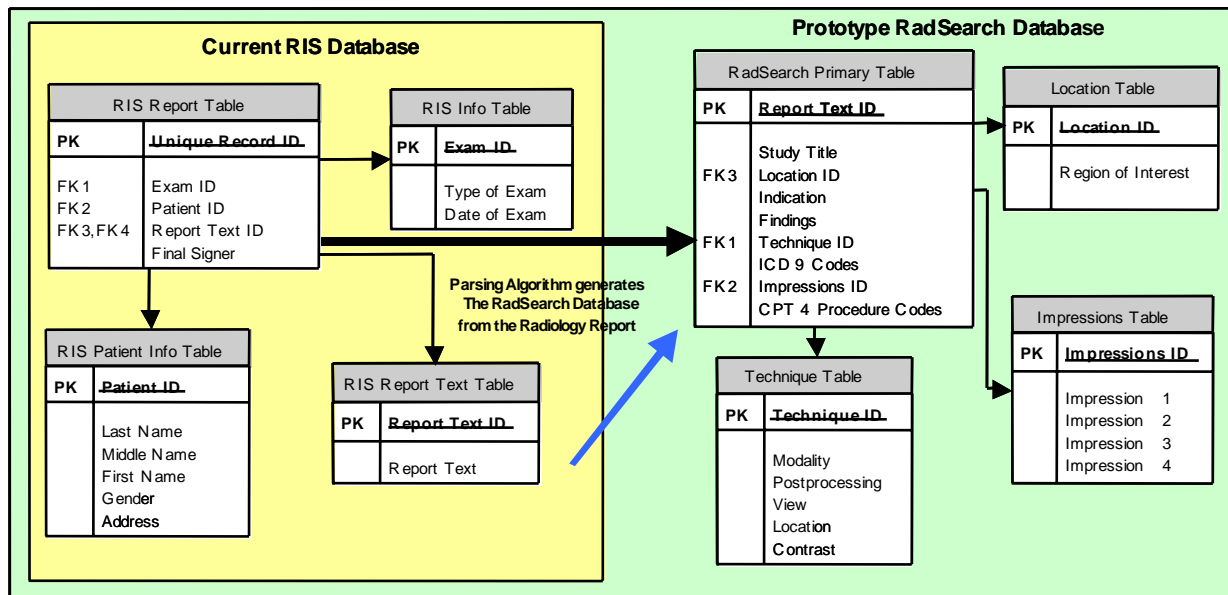 Current RIS Database
RIS Report Table
PK Unique Record ID
FK1 Exam ID
FK2 Patient ID
FK3,FK4 Report Text ID
Final Signer
RIS Info Table
PK Exam ID
Type of Exam
Date of Exam
RIS Patient Info Table
PK Patient ID
Last Name
Middle Name
First Name
Gender
Address
RIS Report Text Table
PK Report Text ID
Report Text
Parsing Algorithm generates
The RadSearch Database
from the Radiology Report
Prototype RadSearch Database
RadSearch Primary Table
PK Report Text ID
Study Title
FK3 Location ID
Indication
Findings
FK1 Technique ID
ICD 9 Codes
FK2 Impressions ID
CPT 4 Procedure Codes
Location Table
PK Location ID
Region of Interest
Technique Table
PK Technique ID
Modality
Postprocessing
View
Location
Contrast
Impressions Table
PK Impressions ID
Impression 1
Impression 2
Impression 3
Impression 4